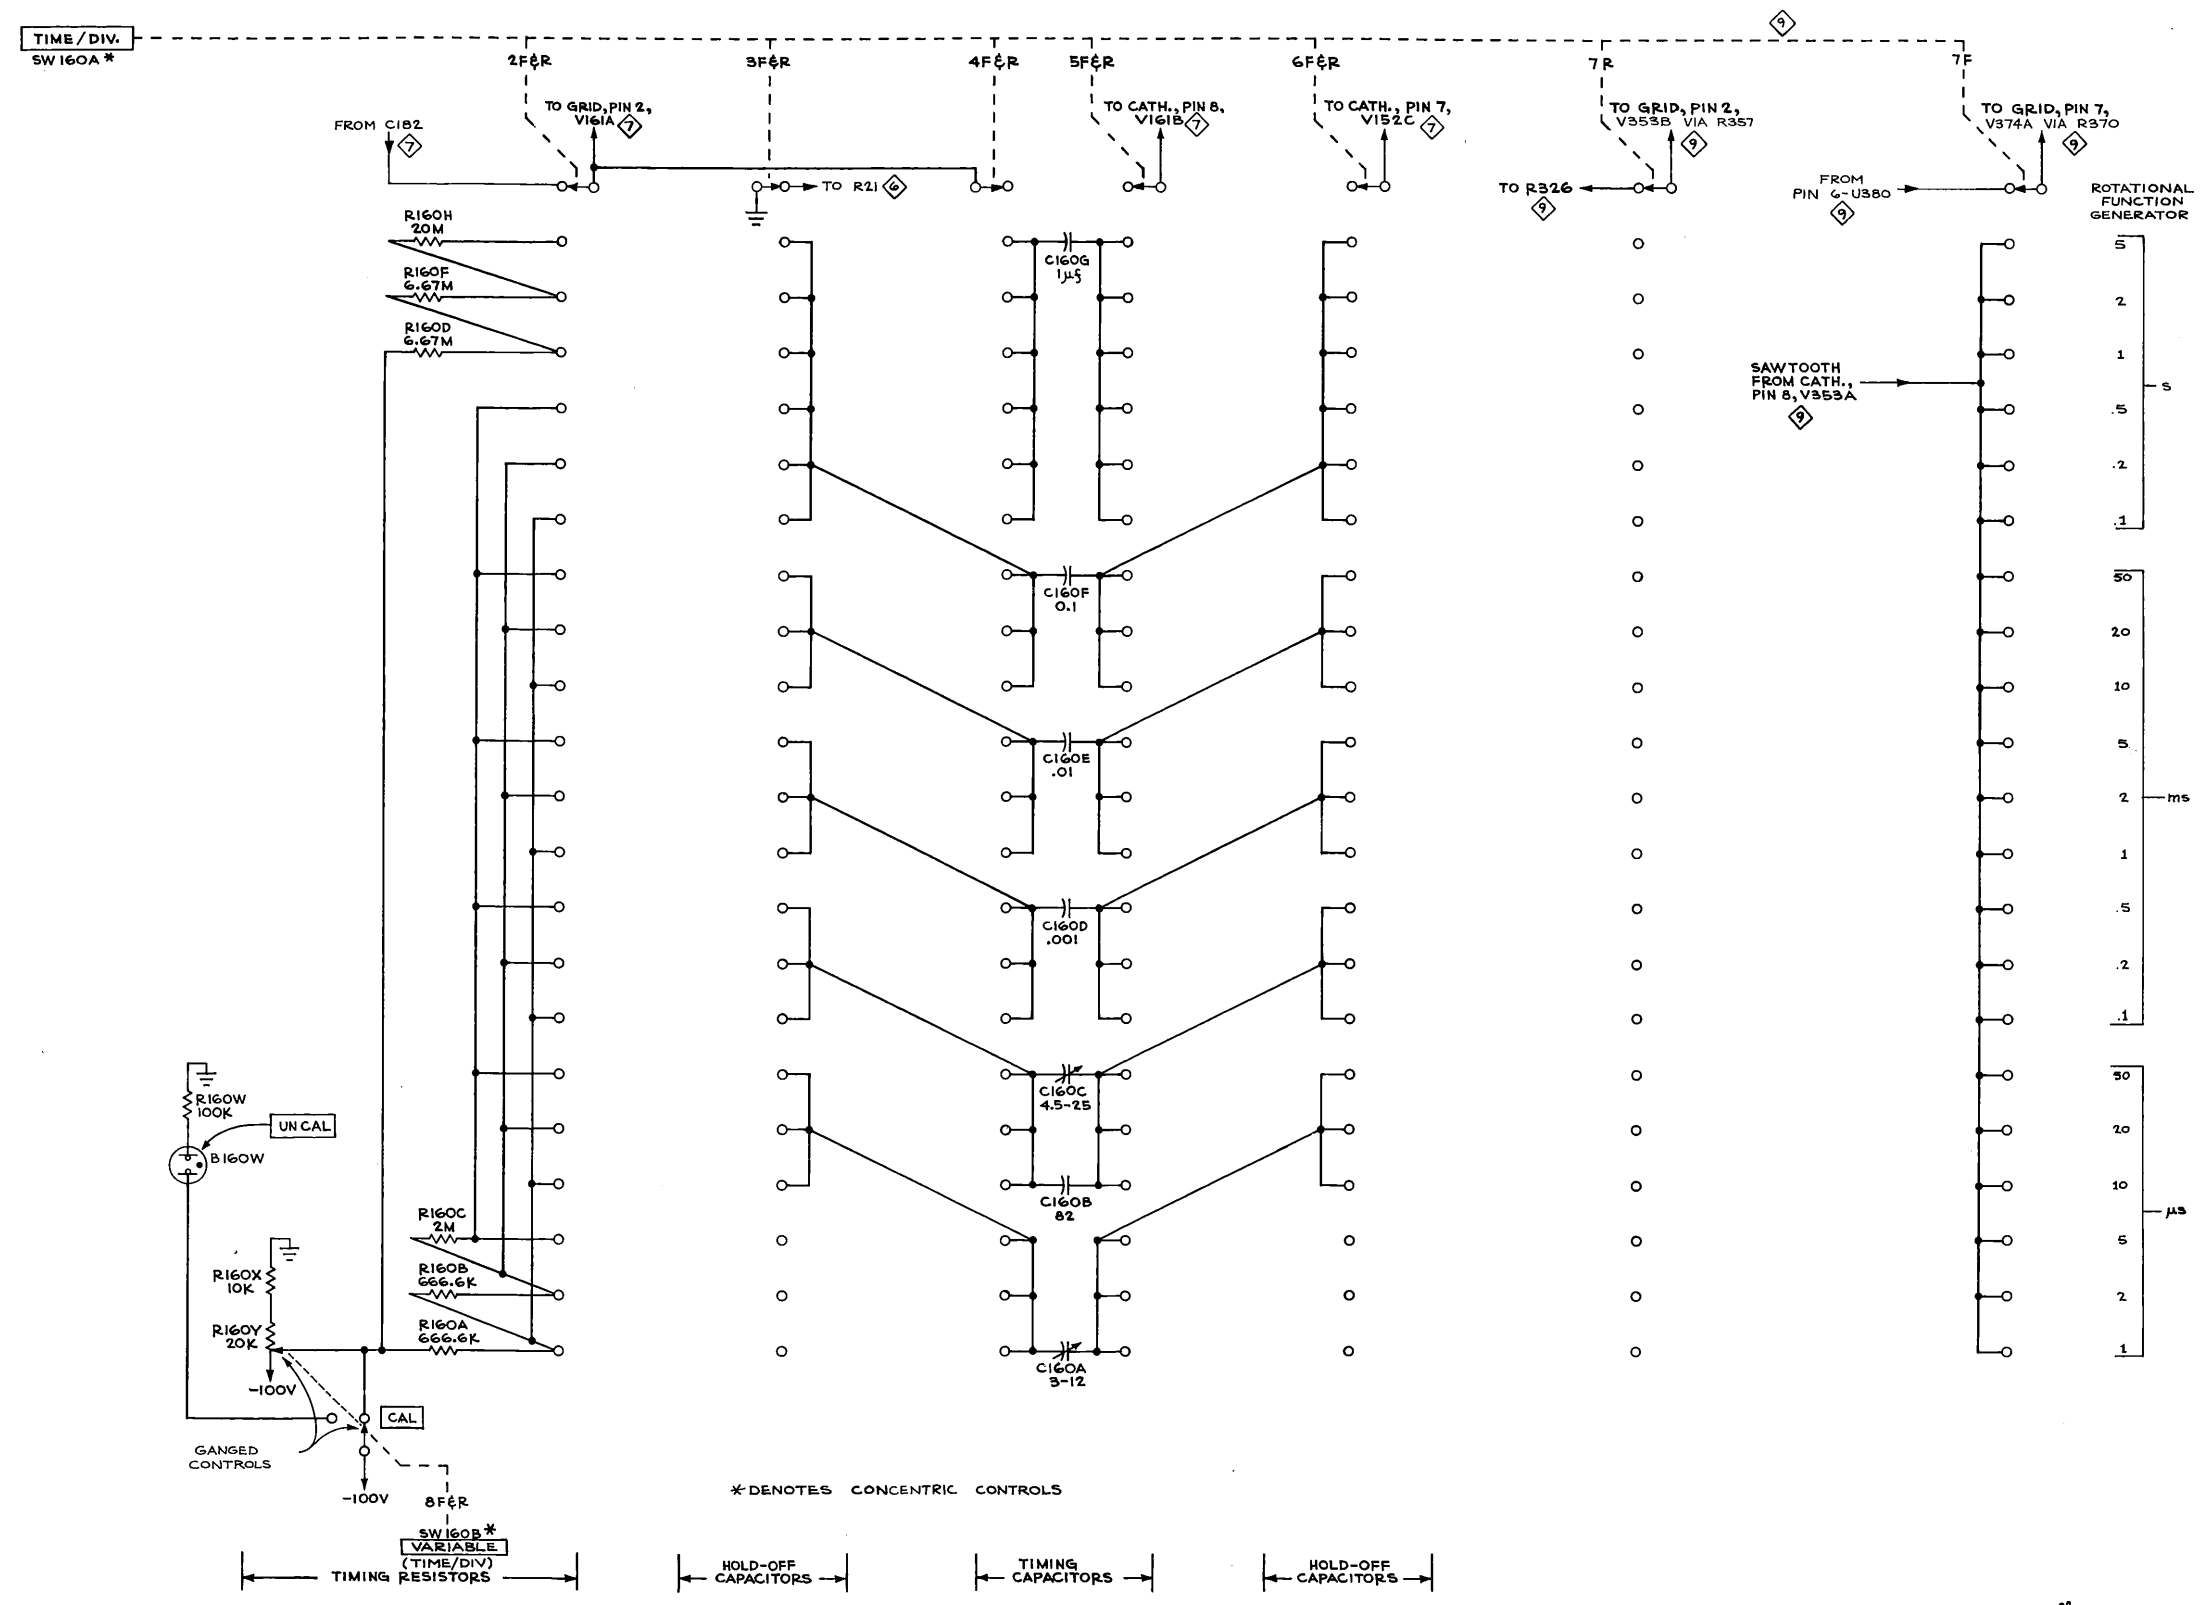 TIME/DIV.
SW160A *
9
2F&R
3F&R
4F&R
5F&R
6F&R
7R
7F
FROM C182
7
TO GRID, PIN 2,
V161A 7
TO R21 6
TO CATH., PIN 8,
V161B 7
TO CATH., PIN 7,
V152C 7
TO GRID, PIN 2,
V353B VIA R357
9
TO R326
9
TO GRID, PIN 7,
V374A VIA R370
9
FROM
PIN 6-U380
9
ROTATIONAL
FUNCTION
GENERATOR
R160H
20M
R160F
6.67M
R160D
6.67M
C160G
1µf
C160F
0.1
C160E
.01
C160D
.001
C160C
4.5-25
C160B
82
C160A
3-12
SAWTOOTH
FROM CATH.,
PIN 8, V353A
9
5
2
1
.5
.2
.1
s
50
20
10
5
2
1
.5
.2
.1
ms
50
20
10
5
2
1
µs
R160W
100K
UNCAL
B160W
R160C
2M
R160B
666.6K
R160A
666.6K
R160X
10K
R160Y
20K
-100V
CAL
GANGED
CONTROLS
-100V
8F&R
SW160B*
VARIABLE
(TIME/DIV)
TIMING RESISTORS
*DENOTES CONCENTRIC CONTROLS
HOLD-OFF
CAPACITORS
TIMING
CAPACITORS
HOLD-OFF
CAPACITORS